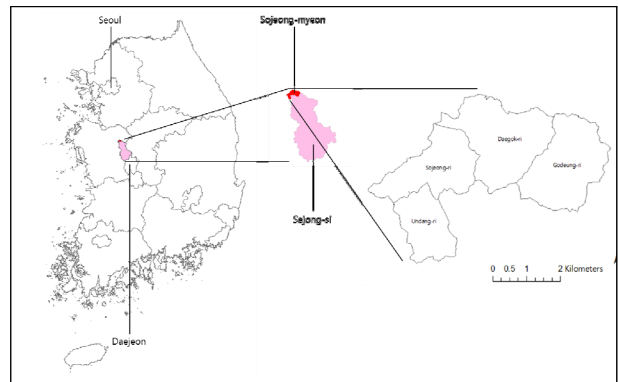 Seoul
Sojeong-myeon
Daegok-ri
Sojeong-ri
Godeung-ri
Sejong-si
Undang-ri
0 0.5 1 2 Kilometers
Daejeon